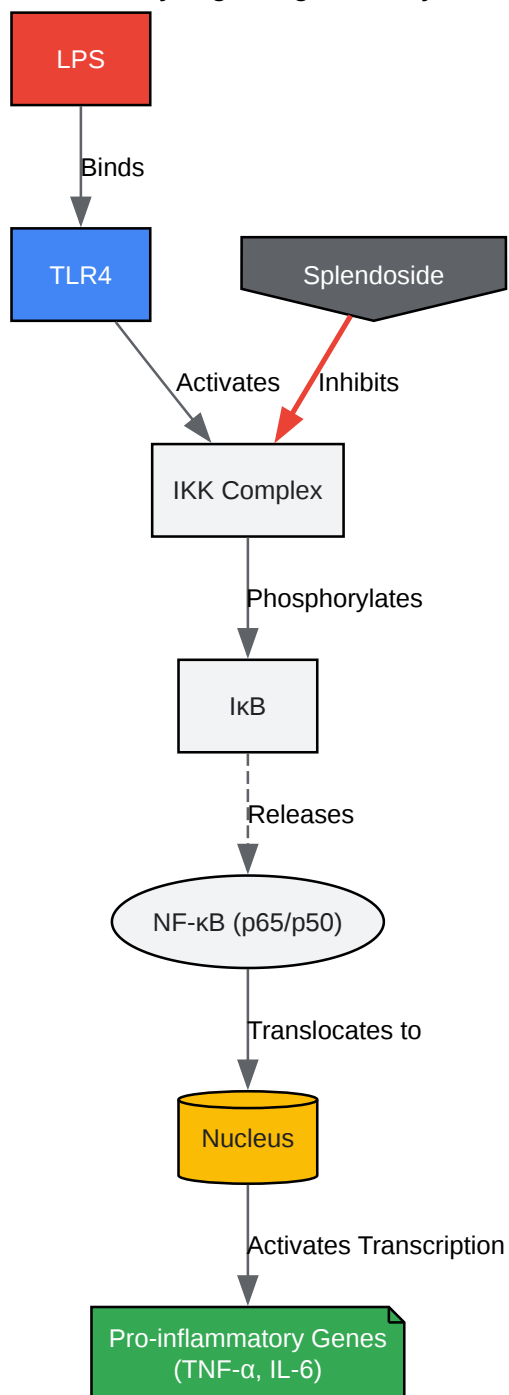 LPS
Binds
TLR4
Splendoside
Activates
Inhibits
IKK Complex
Phosphorylates
IκB
Releases
NF-κB (p65/p50)
Translocates to
Nucleus
Activates Transcription
Pro-inflammatory Genes
(TNF-α, IL-6)